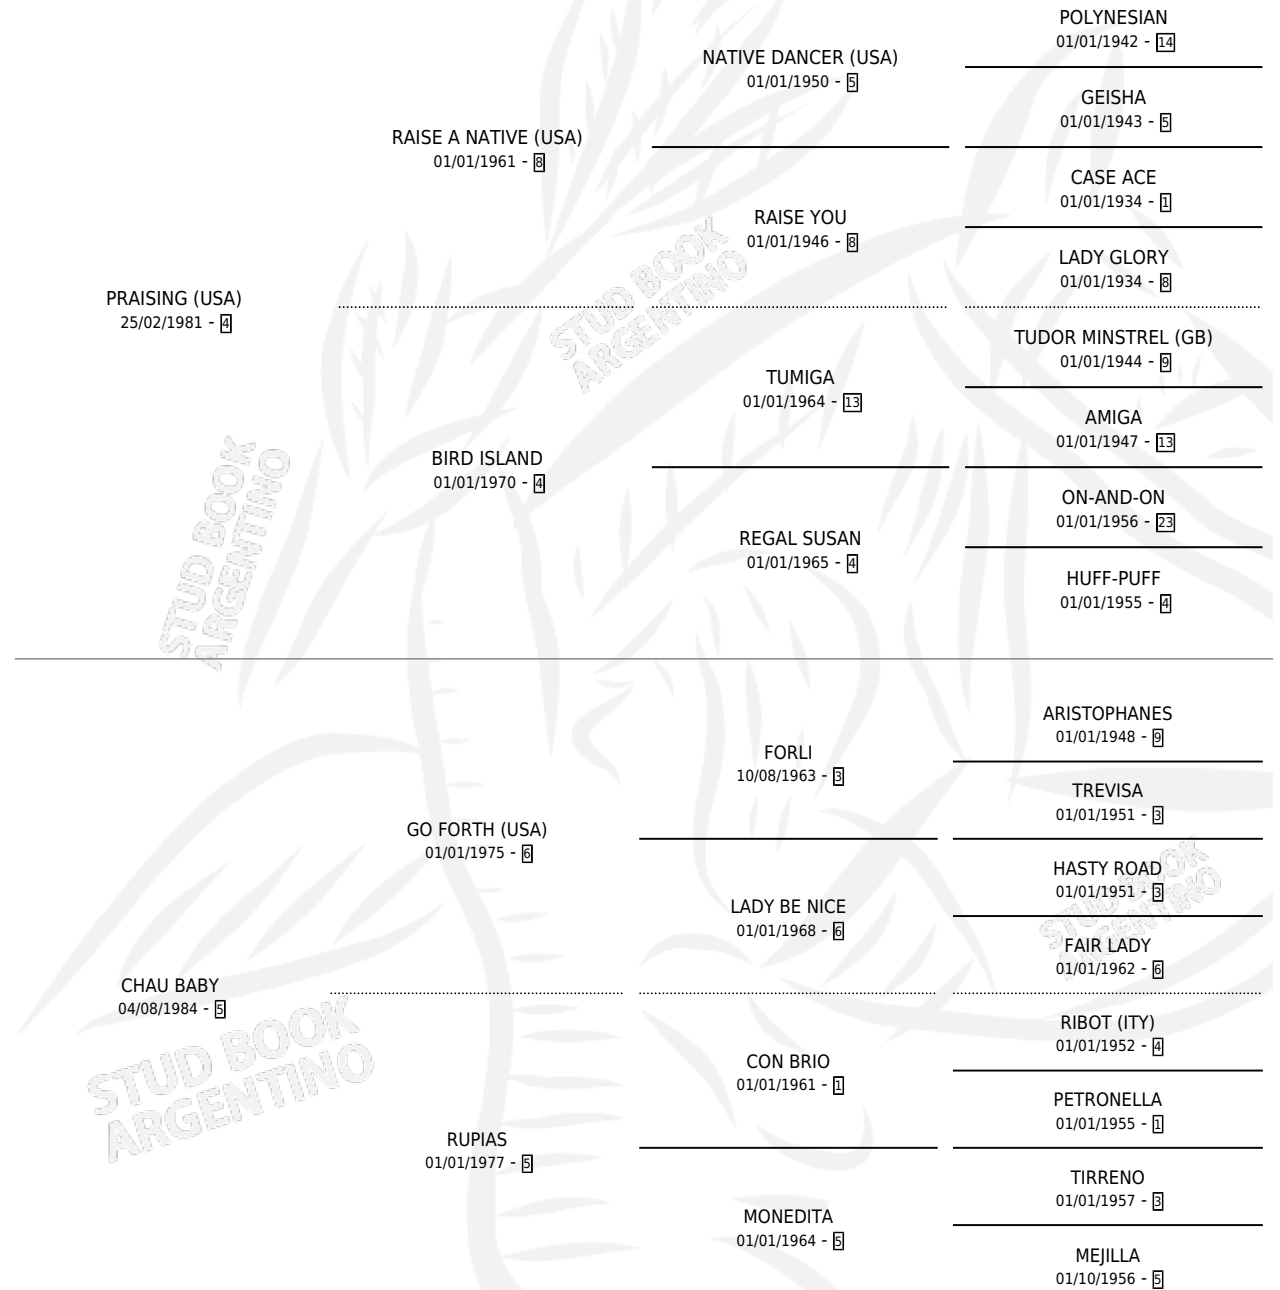 POLYNESIAN
01/01/1942 - 14
NATIVE DANCER (USA)
01/01/1950 - 5
GEISHA
01/01/1943 - 5
RAISE A NATIVE (USA)
01/01/1961 - 8
CASE ACE
01/01/1934 - 1
RAISE YOU
01/01/1946 - 8
LADY GLORY
01/01/1934 - 8
PRAISING (USA)
25/02/1981 - 4
TUDOR MINSTREL (GB)
01/01/1944 - 9
TUMIGA
01/01/1964 - 13
AMIGA
01/01/1947 - 13
BIRD ISLAND
01/01/1970 - 4
ON-AND-ON
01/01/1956 - 23
REGAL SUSAN
01/01/1965 - 4
HUFF-PUFF
01/01/1955 - 4
ARISTOPHANES
01/01/1948 - 9
FORLI
10/08/1963 - 3
TREVISA
01/01/1951 - 3
GO FORTH (USA)
01/01/1975 - 6
HASTY ROAD
01/01/1951 - 3
LADY BE NICE
01/01/1968 - 6
FAIR LADY
01/01/1962 - 6
CHAU BABY
04/08/1984 - 5
RIBOT (ITY)
01/01/1952 - 4
CON BRIO
01/01/1961 - 1
PETRONELLA
01/01/1955 - 1
RUPIAS
01/01/1977 - 5
TIRRENO
01/01/1957 - 3
MONEDITA
01/01/1964 - 5
MEJILLA
01/10/1956 - 5
STUD BOOK
ARGENTINO
STUD BOOK
ARGENTINO
STUD BOOK
ARGENTINO
STUD BOOK
ARGENTINO